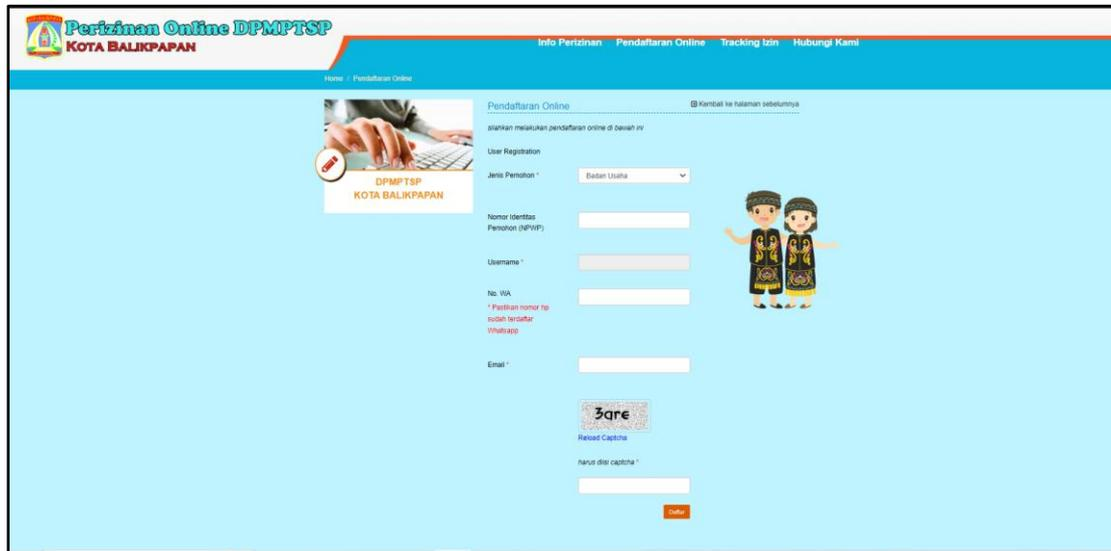 Perizinan Online DPMPTSP
KOTA BALIKPAPAN
Info Perizinan Pendaftaran Online Tracking Izin Hubungi Kami
Home / Pendaftaran Online
DPMPTSP
KOTA BALIKPAPAN
Pendaftaran Online
Kembali ke halaman sebelumnya
silahkan melakukan pendaftaran online di bawah ini
User Registration
Jenis Pemohon *
Badan Usaha
Nomor Identitas
Pemohon (NPWP)
Username *
No. WA
* Pastikan nomor hp
sudah terdaftar
Whatsapp
Email *
3qre
Reload Captcha
harus diisi captcha *
Daftar